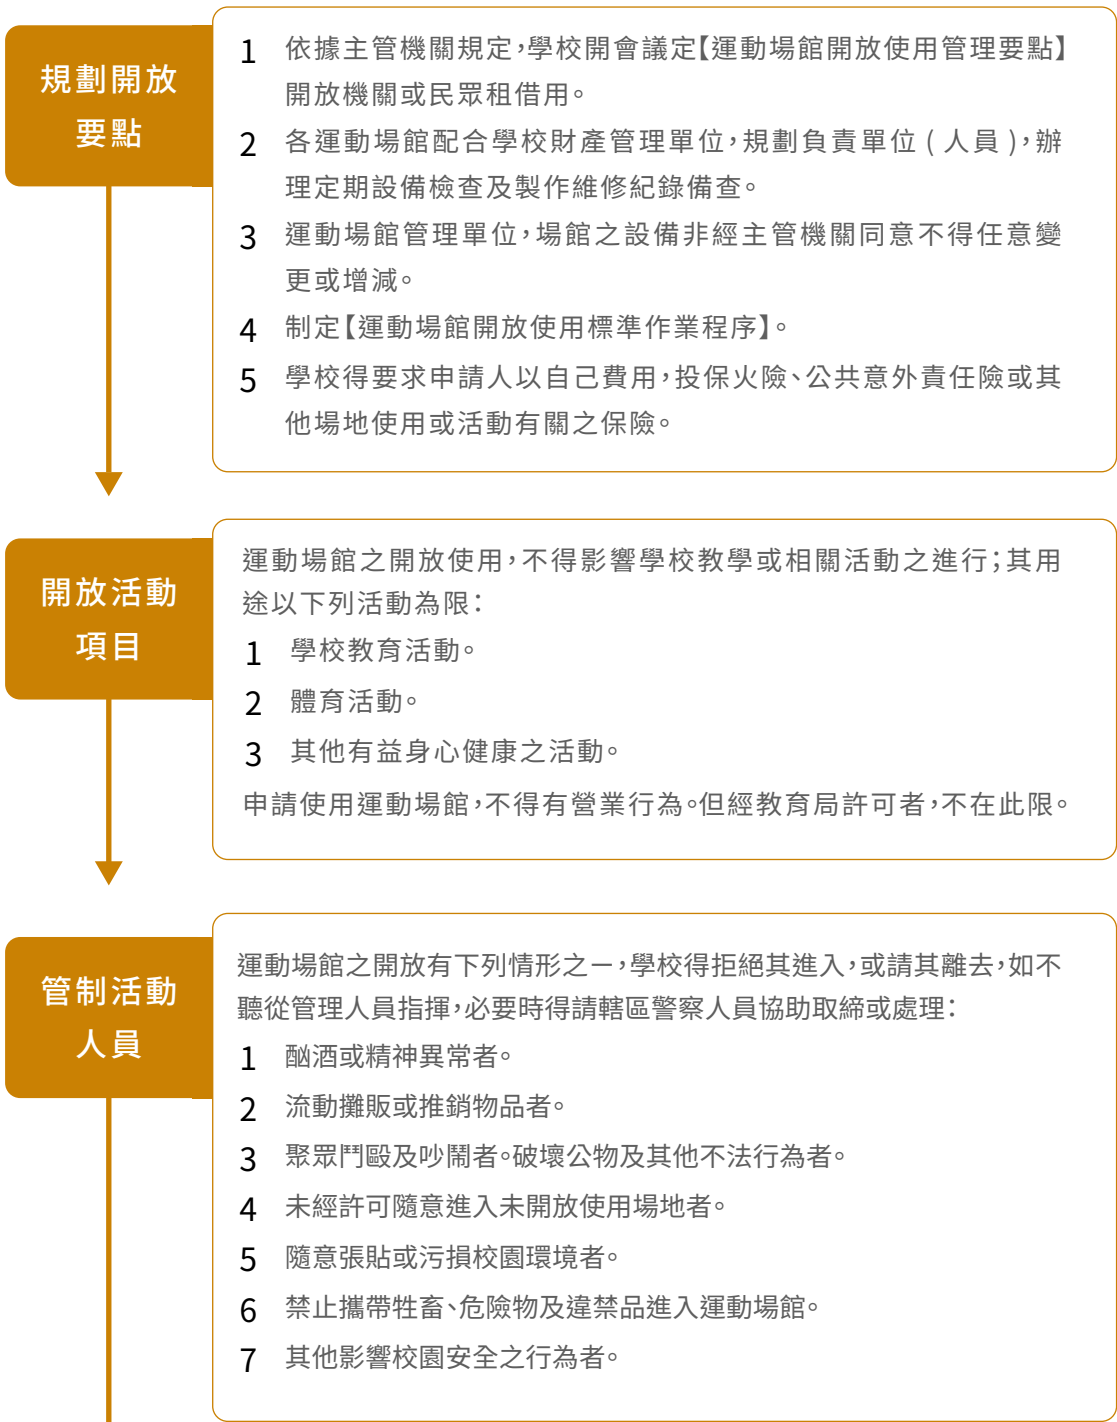 規劃開放
要點
1 依據主管機關規定，學校開會議定【運動場館開放使用管理要點】
開放機關或民眾租借用。
2 各運動場館配合學校財產管理單位，規劃負責單位 ( 人員 )，辦
理定期設備檢查及製作維修紀錄備查。
3 運動場館管理單位，場館之設備非經主管機關同意不得任意變
更或增減。
4 制定【運動場館開放使用標準作業程序】。
5 學校得要求申請人以自己費用，投保火險、公共意外責任險或其
他場地使用或活動有關之保險。
開放活動
項目
運動場館之開放使用，不得影響學校教學或相關活動之進行；其用
途以下列活動為限：
1 學校教育活動。
2 體育活動。
3 其他有益身心健康之活動。
申請使用運動場館，不得有營業行為。但經教育局許可者，不在此限。
管制活動
人員
運動場館之開放有下列情形之一，學校得拒絕其進入，或請其離去，如不
聽從管理人員指揮，必要時得請轄區警察人員協助取締或處理：
1 酗酒或精神異常者。
2 流動攤販或推銷物品者。
3 聚眾鬥毆及吵鬧者。破壞公物及其他不法行為者。
4 未經許可隨意進入未開放使用場地者。
5 隨意張貼或污損校園環境者。
6 禁止攜帶牲畜、危險物及違禁品進入運動場館。
7 其他影響校園安全之行為者。